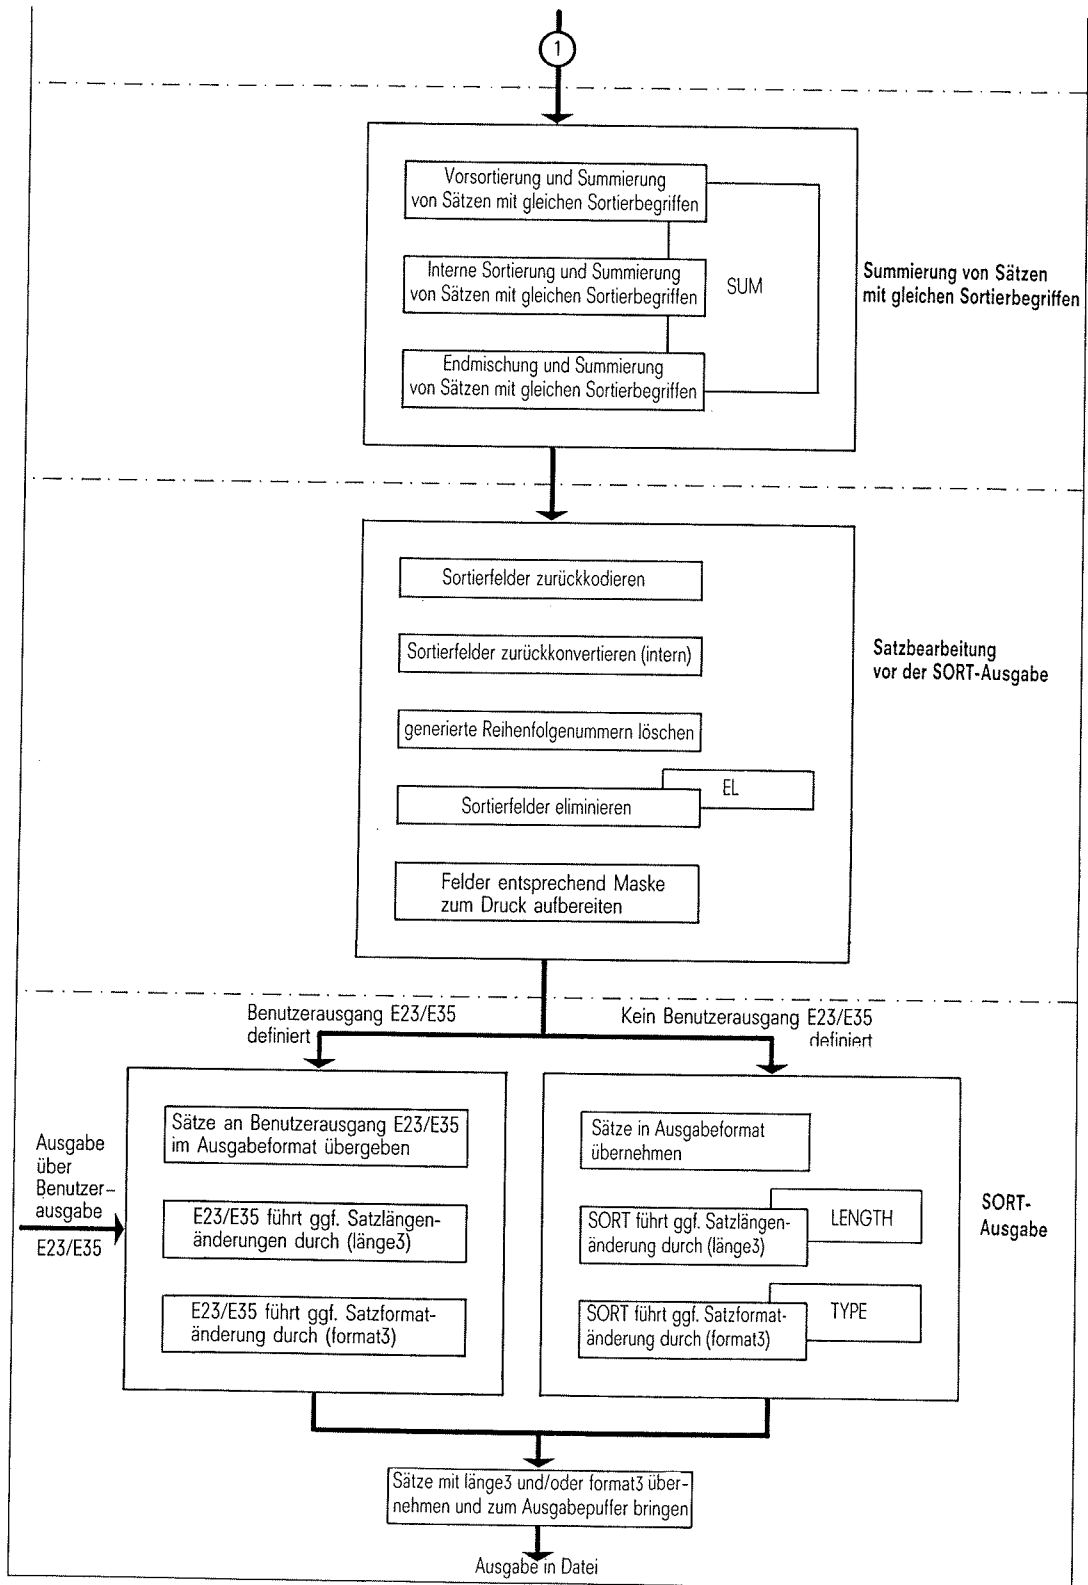 1
Vorsortierung und Summierung
von Sätzen mit gleichen Sortierbegriffen
Interne Sortierung und Summierung
von Sätzen mit gleichen Sortierbegriffen
SUM
Endmischung und Summierung
von Sätzen mit gleichen Sortierbegriffen
Summierung von Sätzen
mit gleichen Sortierbegriffen
Sortierfelder zurückkodieren
Sortierfelder zurückkonvertieren (intern)
generierte Reihenfolgenummern löschen
EL
Sortierfelder eliminieren
Felder entsprechend Maske
zum Druck aufbereiten
Satzbearbeitung
vor der SORT-Ausgabe
Benutzerausgang E23/E35
definiert
Kein Benutzerausgang E23/E35
definiert
Ausgabe
über
Benutzer-
ausgabe
E23/E35
Sätze an Benutzerausgang E23/E35
im Ausgabeformat übergeben
E23/E35 führt ggf. Satzlängen-
änderungen durch (länge3)
E23/E35 führt ggf. Satzformat-
änderung durch (format3)
Sätze in Ausgabeformat
übernehmen
LENGTH
SORT führt ggf. Satzlängen-
änderung durch (länge3)
TYPE
SORT führt ggf. Satzformat-
änderung durch (format3)
SORT-
Ausgabe
Sätze mit länge3 und/oder format3 über-
nehmen und zum Ausgabepuffer bringen
Ausgabe in Datei